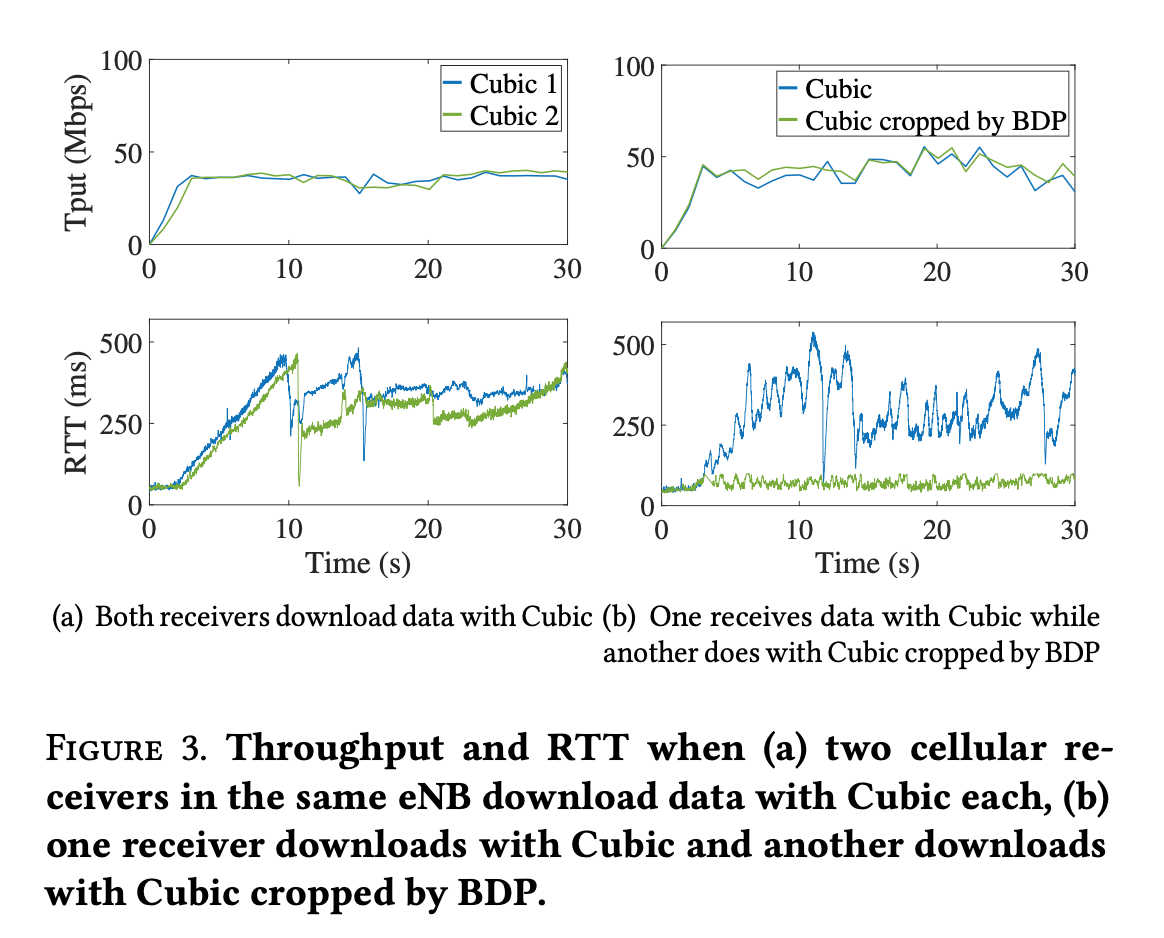 100
50
0
Tput (Mbps)
Cubic 1
Cubic 2
0 10 20 30
500
250
0
RTT (ms)
0 10 20 30
Time (s)
100
50
0
Cubic
Cubic cropped by BDP
0 10 20 30
500
250
0
0 10 20 30
Time (s)
(a) Both receivers download data with Cubic
(b) One receives data with Cubic while
another does with Cubic cropped by BDP
Figure 3. Throughput and RTT when (a) two cellular re-
ceivers in the same eNB download data with Cubic each, (b)
one receiver downloads with Cubic and another downloads
with Cubic cropped by BDP.